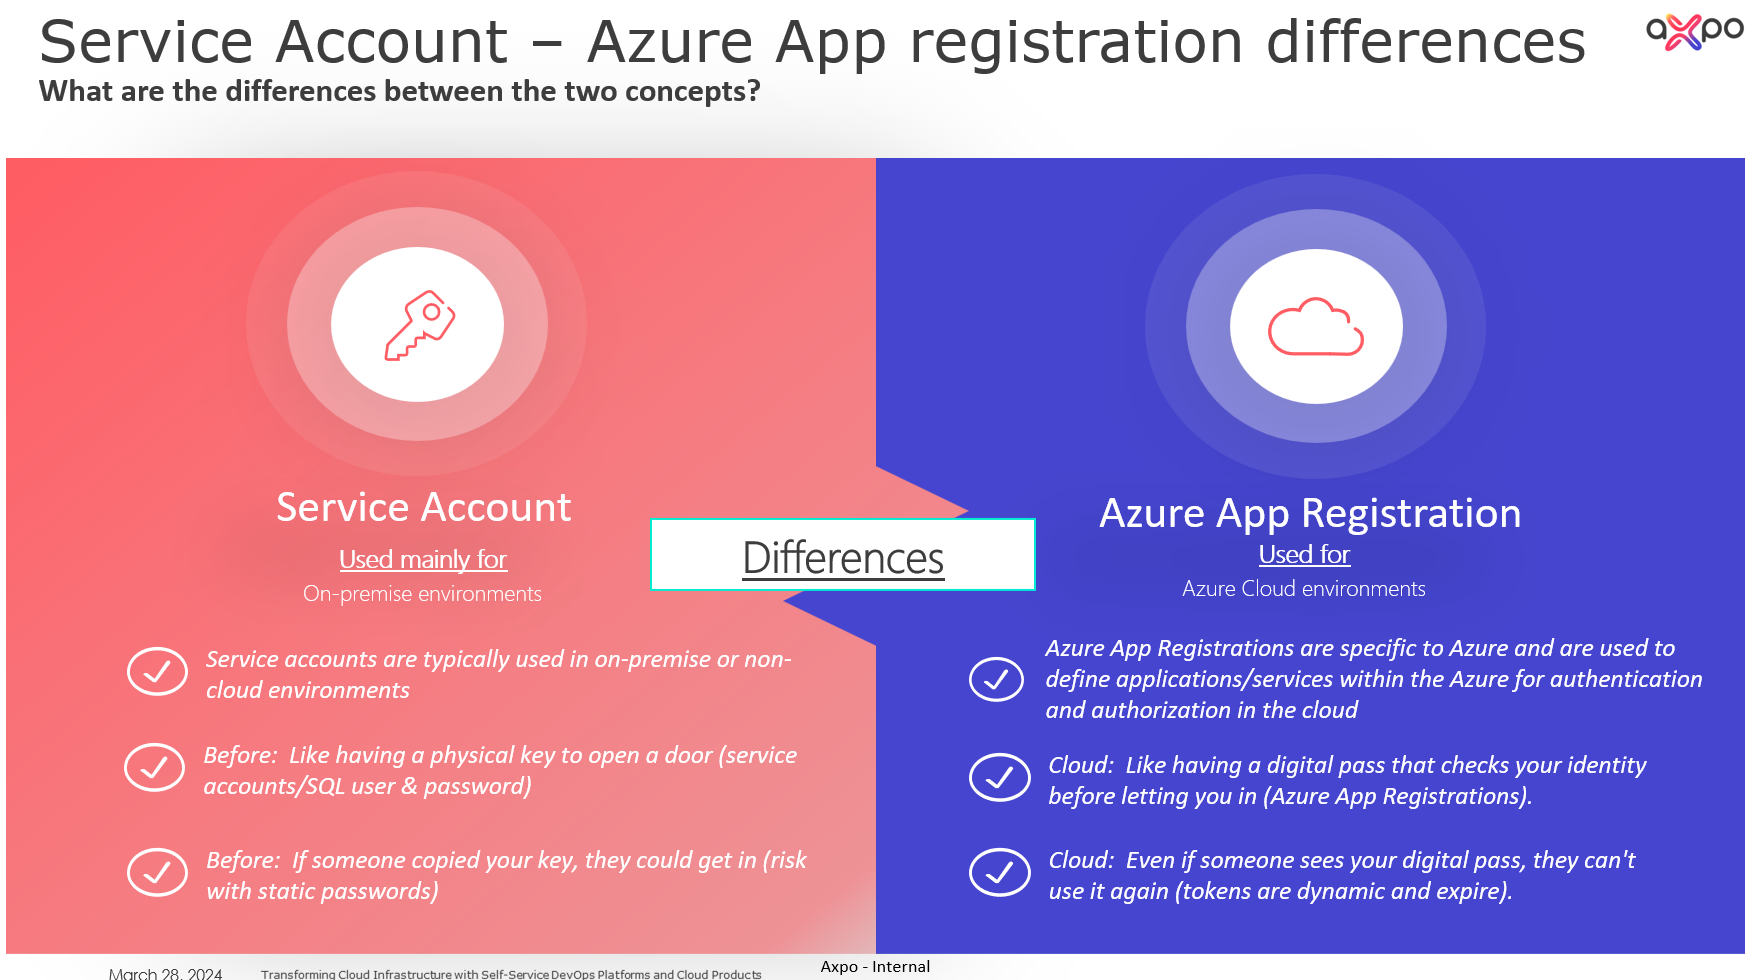 Service Account – Azure App registration differences
axpo
What are the differences between the two concepts?
Service Account
Used mainly for
On-premise environments
Service accounts are typically used in on-premise or non-
cloud environments
Before:  Like having a physical key to open a door (service
accounts/SQL user & password)
Before:  If someone copied your key, they could get in (risk
with static passwords)
Differences
Azure App Registration
Used for
Azure Cloud environments
Azure App Registrations are specific to Azure and are used to
define applications/services within the Azure for authentication
and authorization in the cloud
Cloud:  Like having a digital pass that checks your identity
before letting you in (Azure App Registrations).
Cloud:  Even if someone sees your digital pass, they can't
use it again (tokens are dynamic and expire).
March 28, 2024
Transforming Cloud Infrastructure with Self-Service DevOps Platforms and Cloud Products
Axpo - Internal